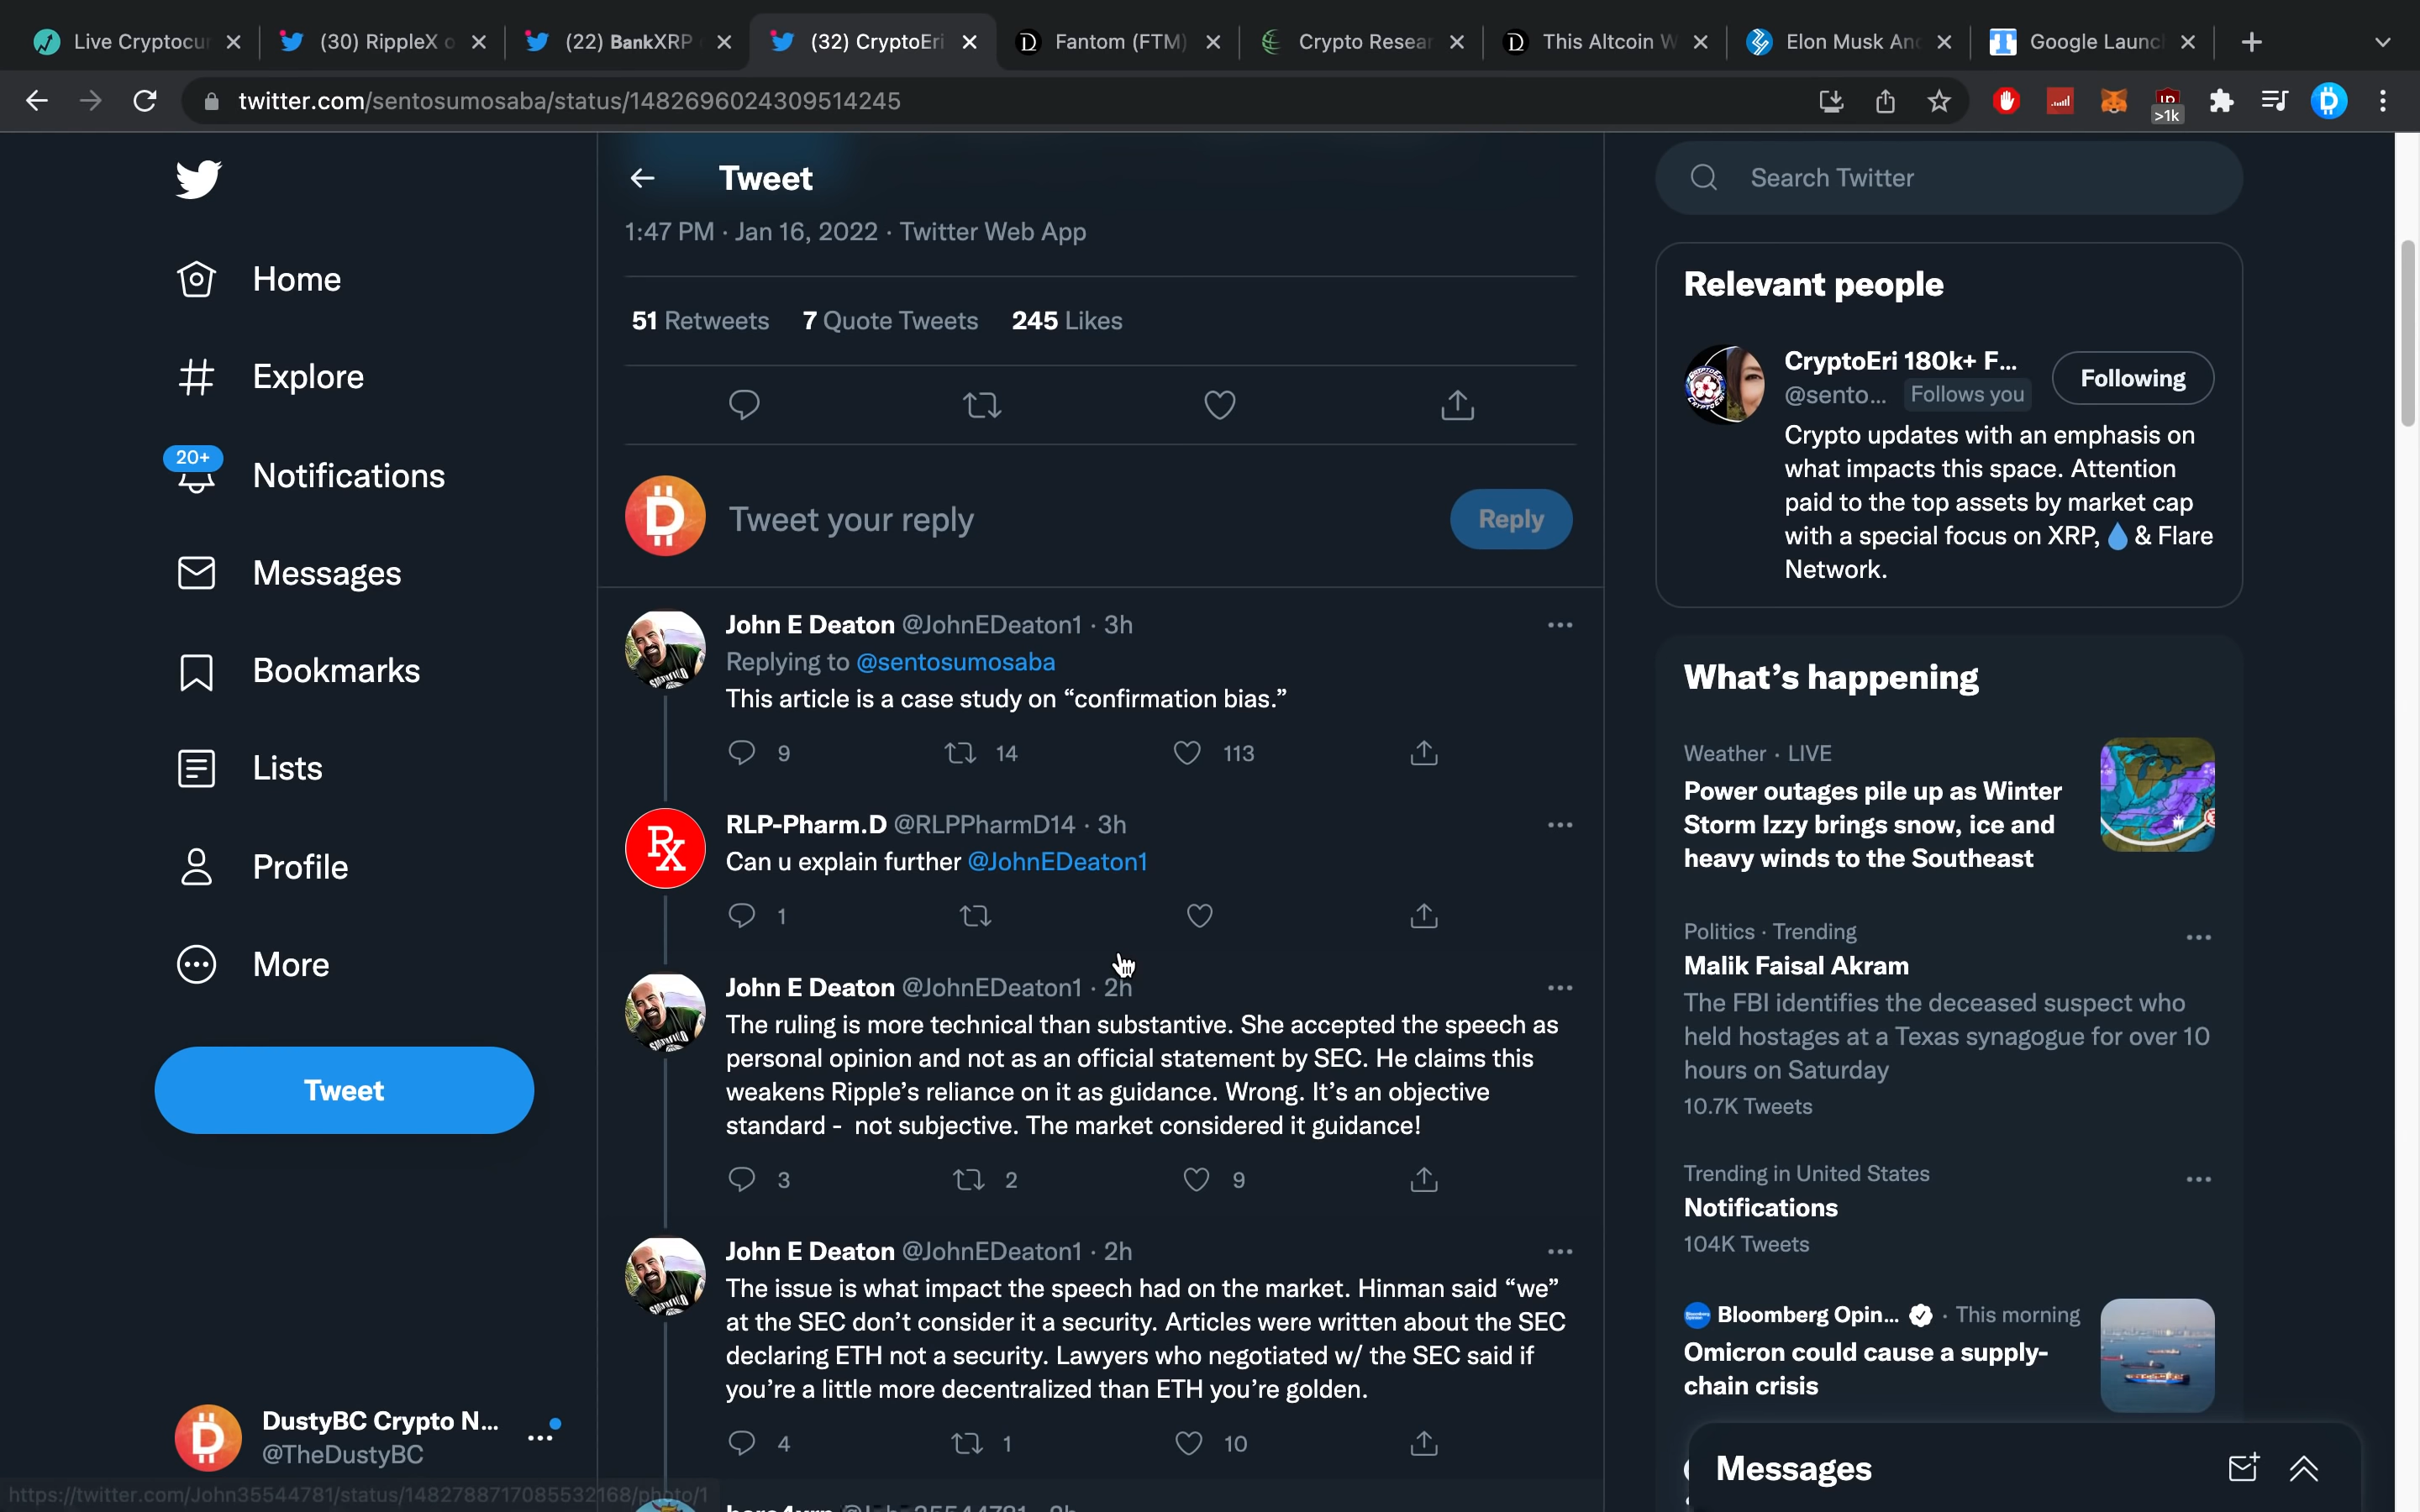 Live Cryptocur
(30) RippleX o
(22) BankXRP
(32) CryptoEri
Fantom (FTM)
Crypto Resear
This Altcoin W
Elon Musk And
Google Launc
twitter.com/sentosumosaba/status/1482696024309514245
>1k
Tweet
Search Twitter
1:47 PM · Jan 16, 2022 · Twitter Web App
51 Retweets 7 Quote Tweets 245 Likes
Home
Explore
20+
Notifications
Messages
Bookmarks
Lists
Profile
More
Tweet
DustyBC Crypto N...
@TheDustyBC
Tweet your reply
Reply
John E Deaton @JohnEDeaton1 · 3h
Replying to @sentosumosaba
This article is a case study on “confirmation bias.”
9 14 113
RLP-Pharm.D @RLPPharmD14 · 3h
Can u explain further @JohnEDeaton1
1
John E Deaton @JohnEDeaton1 · 2h
The ruling is more technical than substantive. She accepted the speech as
personal opinion and not as an official statement by SEC. He claims this
weakens Ripple’s reliance on it as guidance. Wrong. It’s an objective
standard - not subjective. The market considered it guidance!
3 2 9
John E Deaton @JohnEDeaton1 · 2h
The issue is what impact the speech had on the market. Hinman said “we”
at the SEC don’t consider it a security. Articles were written about the SEC
declaring ETH not a security. Lawyers who negotiated w/ the SEC said if
you’re a little more decentralized than ETH you’re golden.
4 1 10
https://twitter.com/John35544781/status/1482788717085532168/photo/1
Relevant people
CryptoEri 180k+ F...
@sento... Follows you
Following
Crypto updates with an emphasis on
what impacts this space. Attention
paid to the top assets by market cap
with a special focus on XRP, 💧 & Flare
Network.
What’s happening
Weather · LIVE
Power outages pile up as Winter
Storm Izzy brings snow, ice and
heavy winds to the Southeast
Politics · Trending
Malik Faisal Akram
The FBI identifies the deceased suspect who
held hostages at a Texas synagogue for over 10
hours on Saturday
10.7K Tweets
Trending in United States
Notifications
104K Tweets
Bloomberg Opin... · This morning
Omicron could cause a supply-
chain crisis
Messages